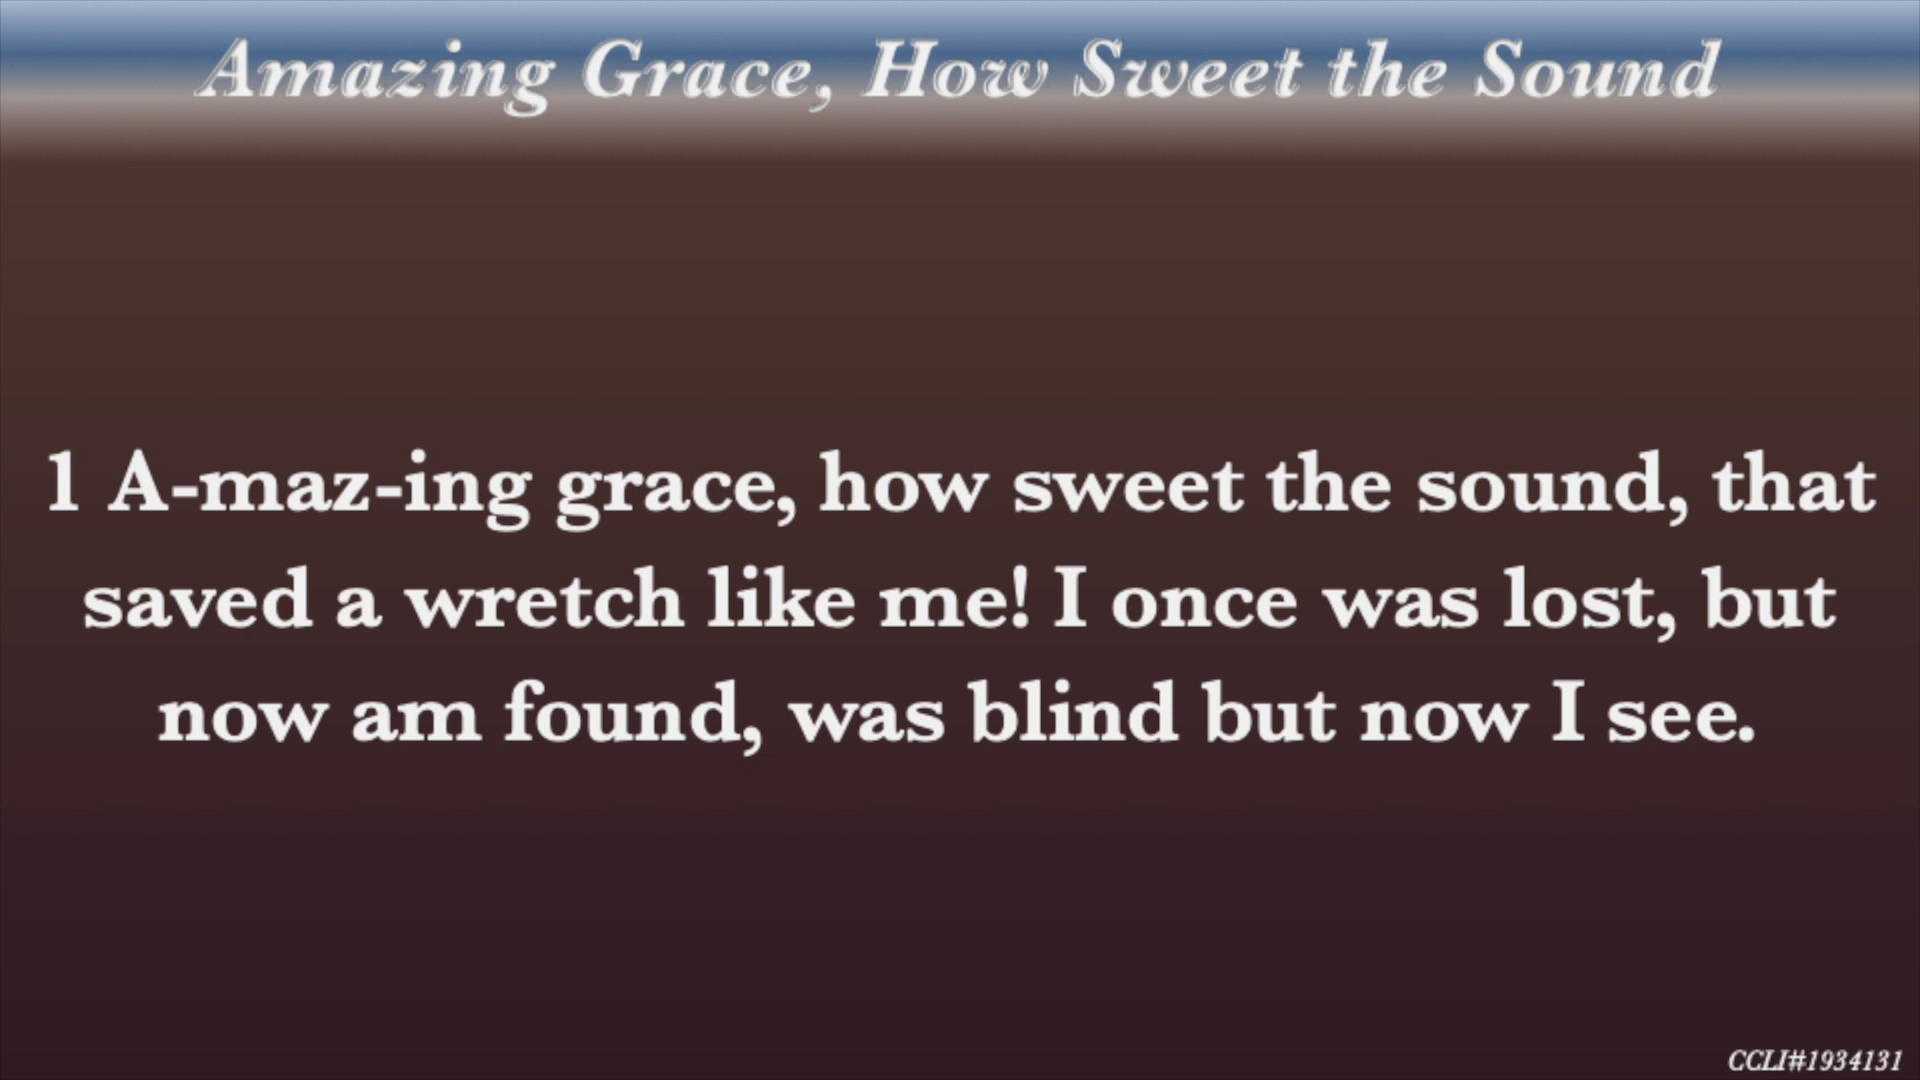 Amazing Grace, How Sweet the Sound
1 A-maz-ing grace, how sweet the sound, that
saved a wretch like me! I once was lost, but
now am found, was blind but now I see.
CCLI#1934131